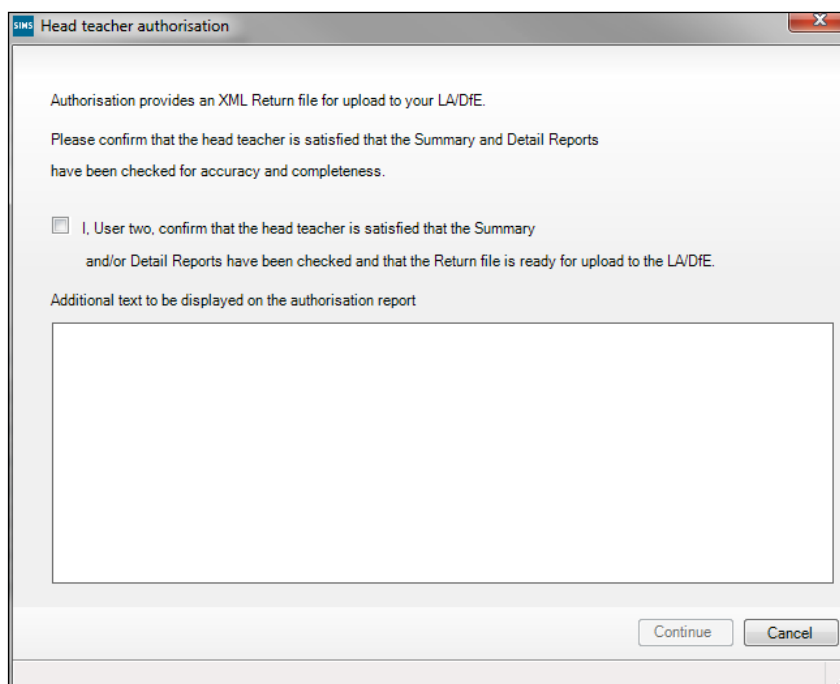 SIMS Head teacher authorisation
Authorisation provides an XML Return file for upload to your LA/DfE.
Please confirm that the head teacher is satisfied that the Summary and Detail Reports
have been checked for accuracy and completeness.
I, User two, confirm that the head teacher is satisfied that the Summary
and/or Detail Reports have been checked and that the Return file is ready for upload to the LA/DfE.
Additional text to be displayed on the authorisation report
Continue Cancel